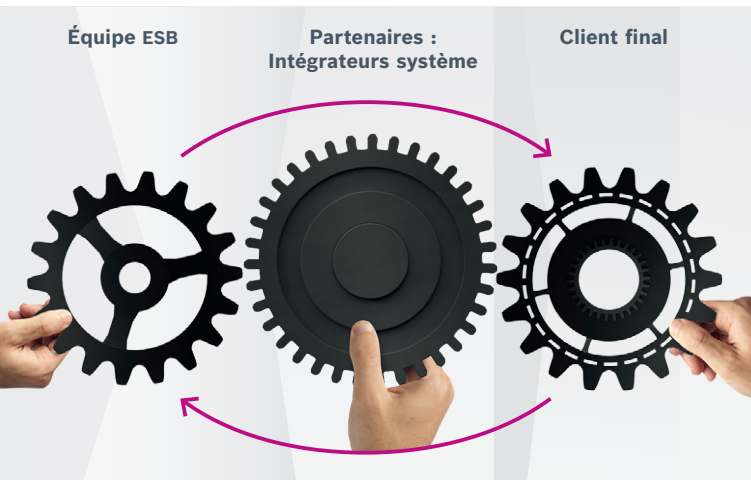 Équipe ESB
Partenaires :
Intégrateurs système
Client final